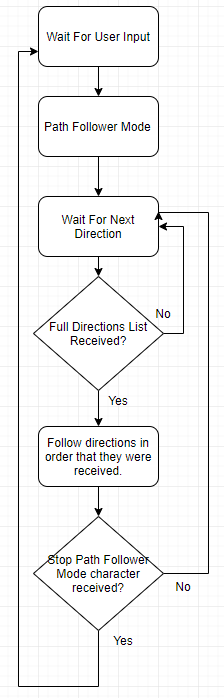 Wait For User Input
Path Follower Mode
Wait For Next
Direction
No
Full Directions List
Received?
Yes
Follow directions in
order that they were
received.
Stop Path Follower
Mode character
received?
No
Yes